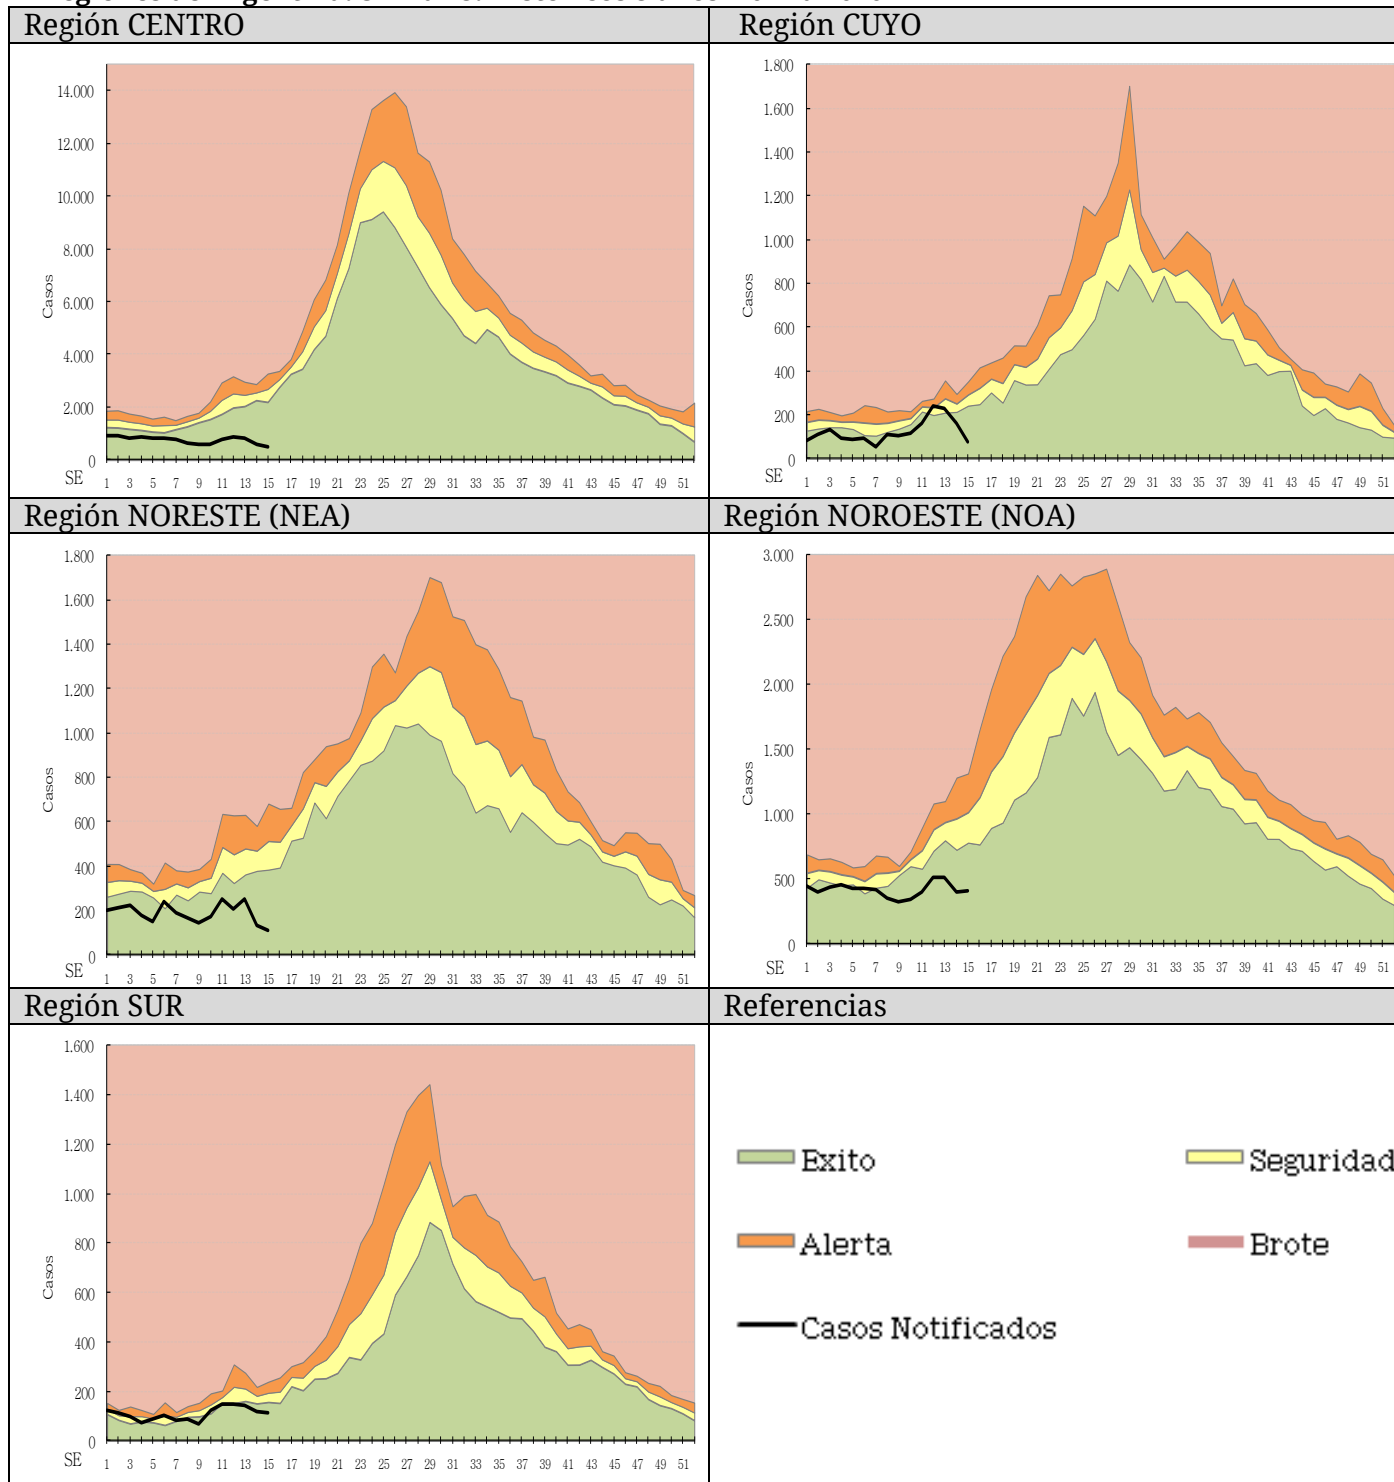 Región CENTRO
Región CUYO
14.000
12.000
10.000
8.000
6.000
4.000
2.000
0
Casos
SE
1 3 5 7 9 11 13 15 17 19 21 23 25 27 29 31 33 35 37 39 41 43 45 47 49 51
1.800
1.600
1.400
1.200
1.000
800
600
400
200
0
Casos
SE
1 3 5 7 9 11 13 15 17 19 21 23 25 27 29 31 33 35 37 39 41 43 45 47 49 51
Región NORESTE (NEA)
Región NOROESTE (NOA)
1.800
1.600
1.400
1.200
1.000
800
600
400
200
0
Casos
SE
1 3 5 7 9 11 13 15 17 19 21 23 25 27 29 31 33 35 37 39 41 43 45 47 49 51
3.000
2.500
2.000
1.500
1.000
500
0
Casos
SE
1 3 5 7 9 11 13 15 17 19 21 23 25 27 29 31 33 35 37 39 41 43 45 47 49 51
Región SUR
Referencias
1.600
1.400
1.200
1.000
800
600
400
200
0
Casos
SE
1 3 5 7 9 11 13 15 17 19 21 23 25 27 29 31 33 35 37 39 41 43 45 47 49 51
Exito
Seguridad
Alerta
Brote
Casos Notificados